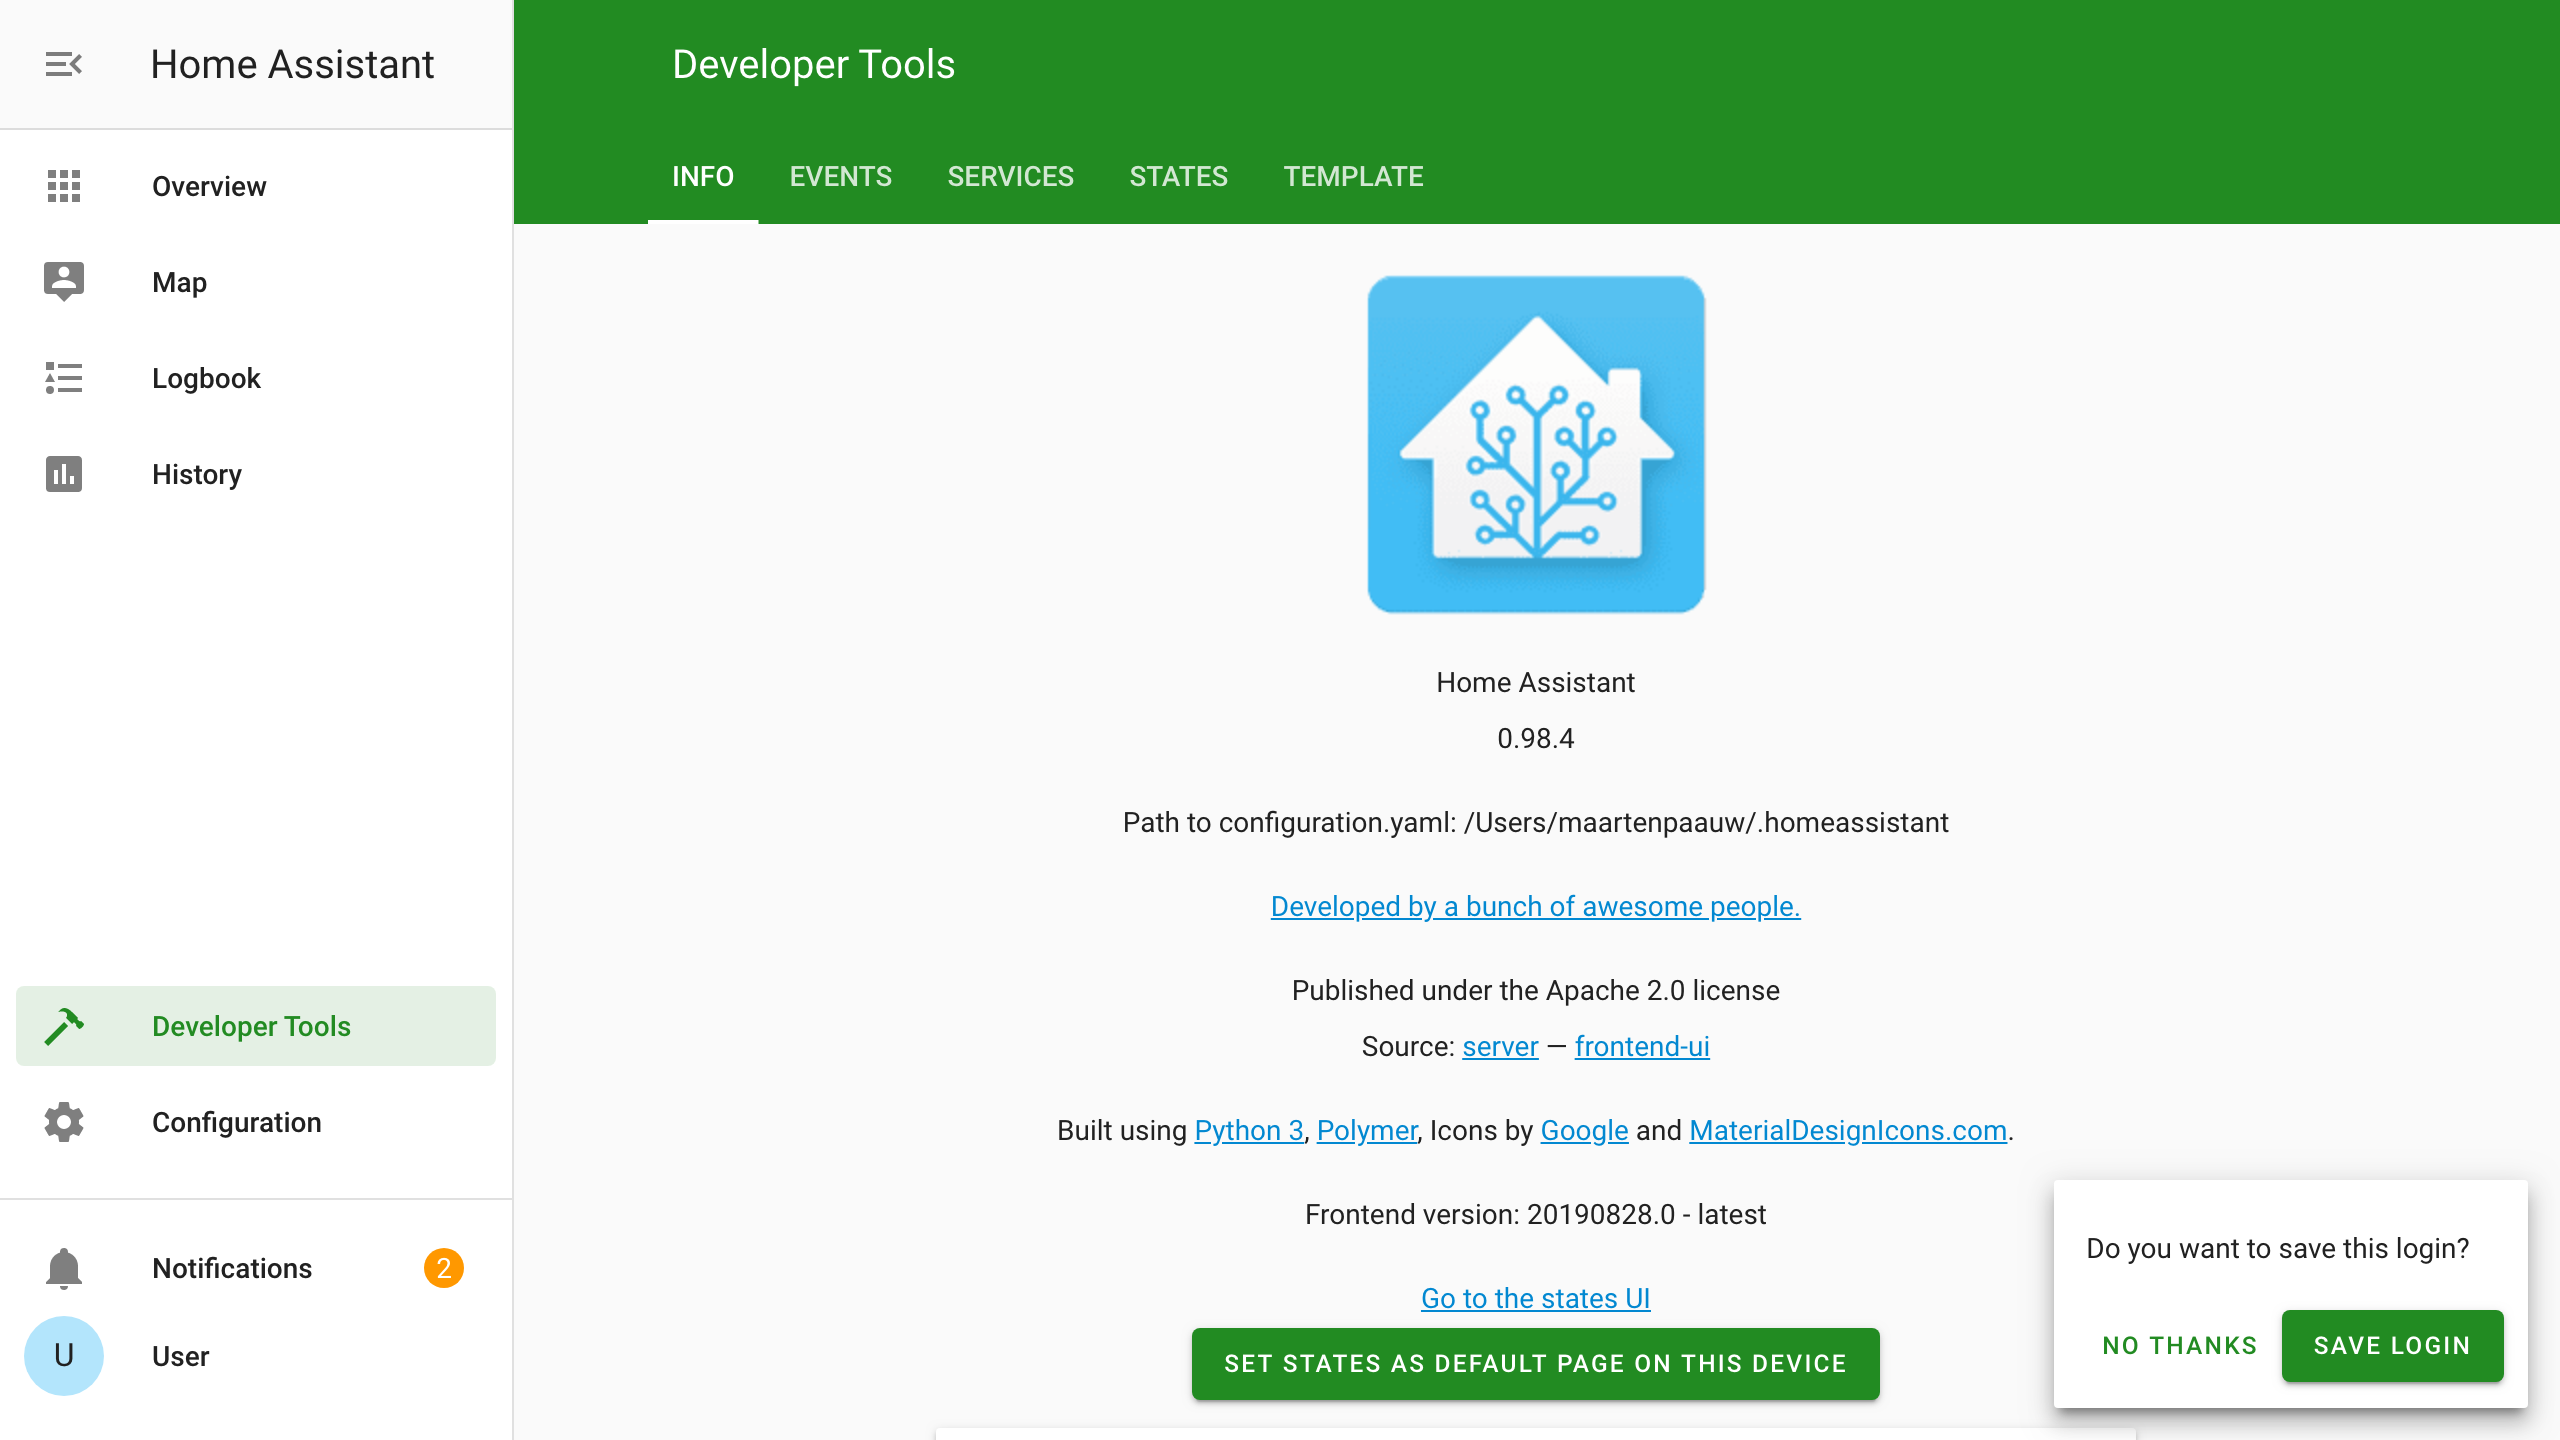 Home Assistant
Overview
Map
Logbook
History
Developer Tools
Configuration
Notifications 2
U User
Developer Tools
INFO EVENTS SERVICES STATES TEMPLATE
Home Assistant
0.98.4
Path to configuration.yaml: /Users/maartenpaauw/.homeassistant
Developed by a bunch of awesome people.
Published under the Apache 2.0 license
Source: server — frontend-ui
Built using Python 3, Polymer, Icons by Google and MaterialDesignIcons.com.
Frontend version: 20190828.0 - latest
Go to the states UI
SET STATES AS DEFAULT PAGE ON THIS DEVICE
Do you want to save this login?
NO THANKS SAVE LOGIN